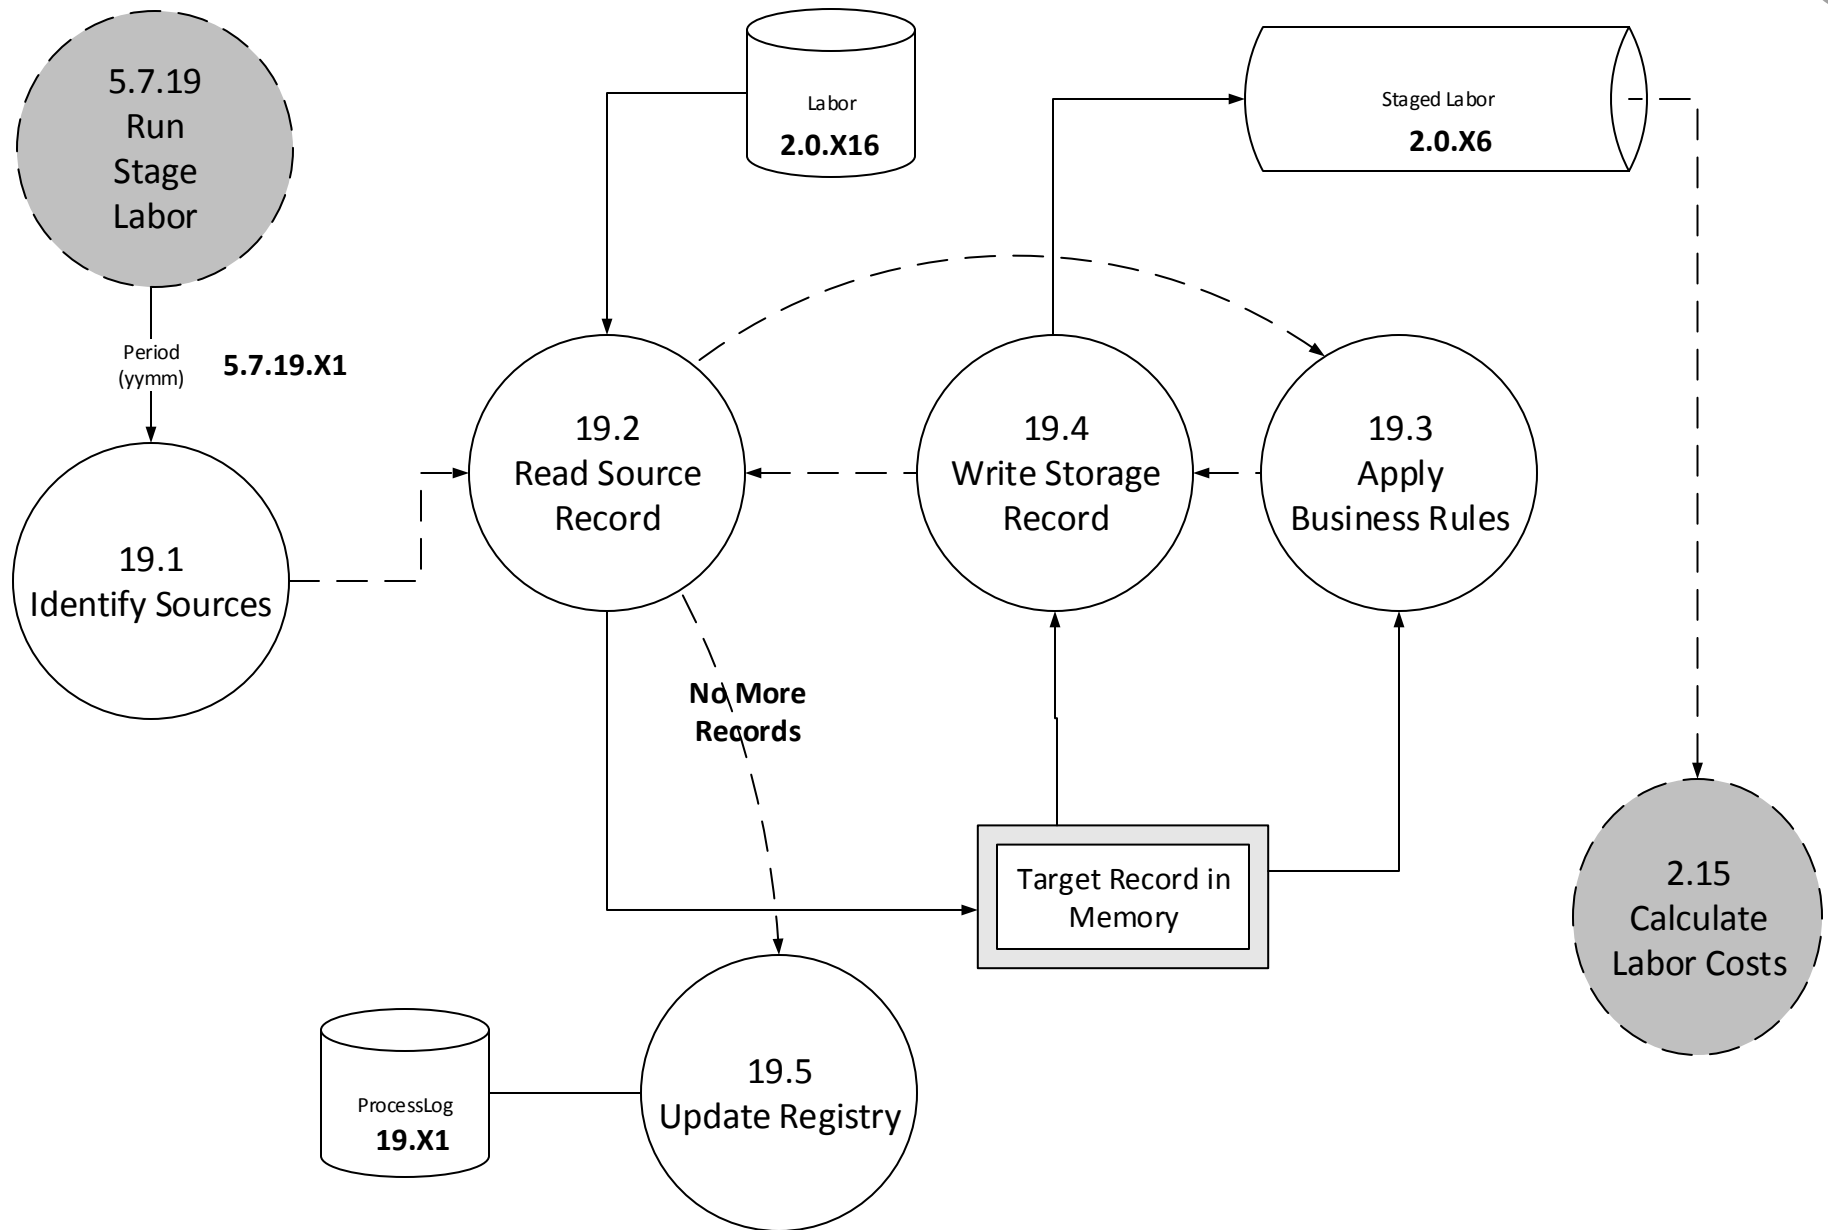 5.7.19
Run
Stage
Labor
Labor
2.0.X16
Staged Labor
2.0.X6
Period
(yymm)
5.7.19.X1
19.1
Identify Sources
19.2
Read Source
Record
19.4
Write Storage
Record
19.3
Apply
Business Rules
No More
Records
Target Record in
Memory
2.15
Calculate
Labor Costs
ProcessLog
19.X1
19.5
Update Registry